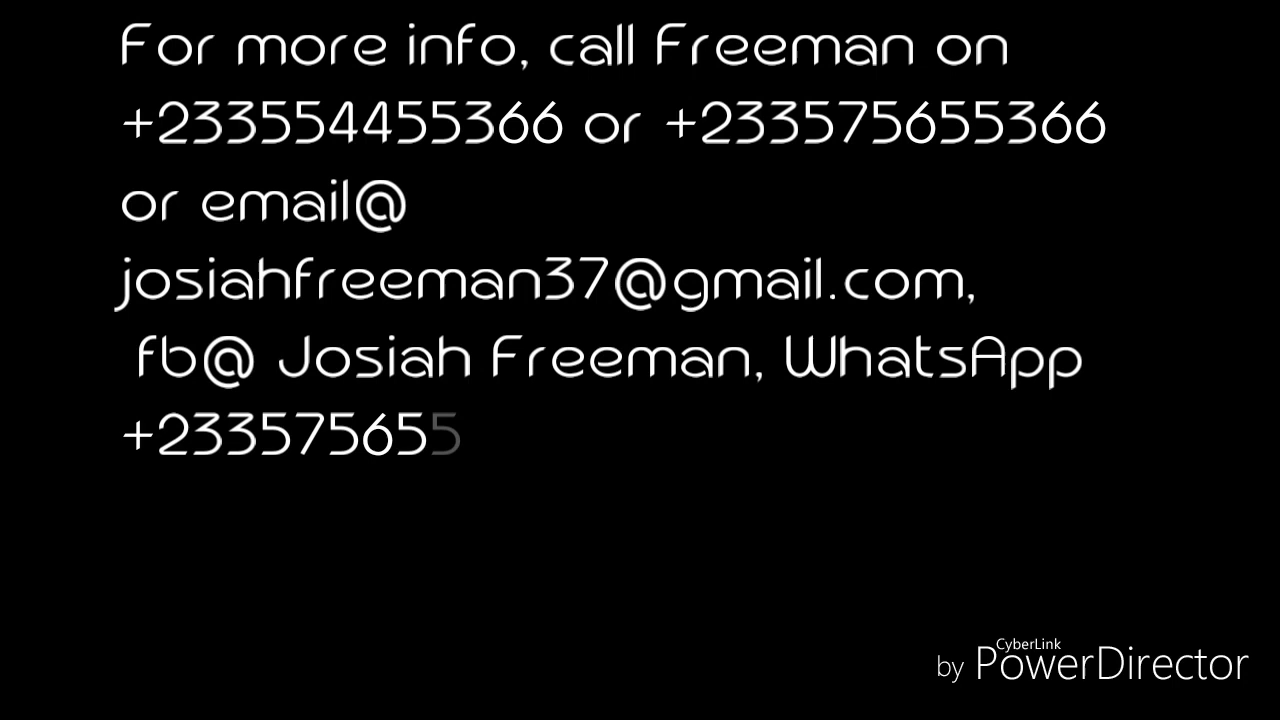 For more info, call Freeman on
+233554455366 or +233575655366
or email@
josiahfreeman37@gmail.com,
fb@ Josiah Freeman, WhatsApp
+233575655
CyberLink
by PowerDirector